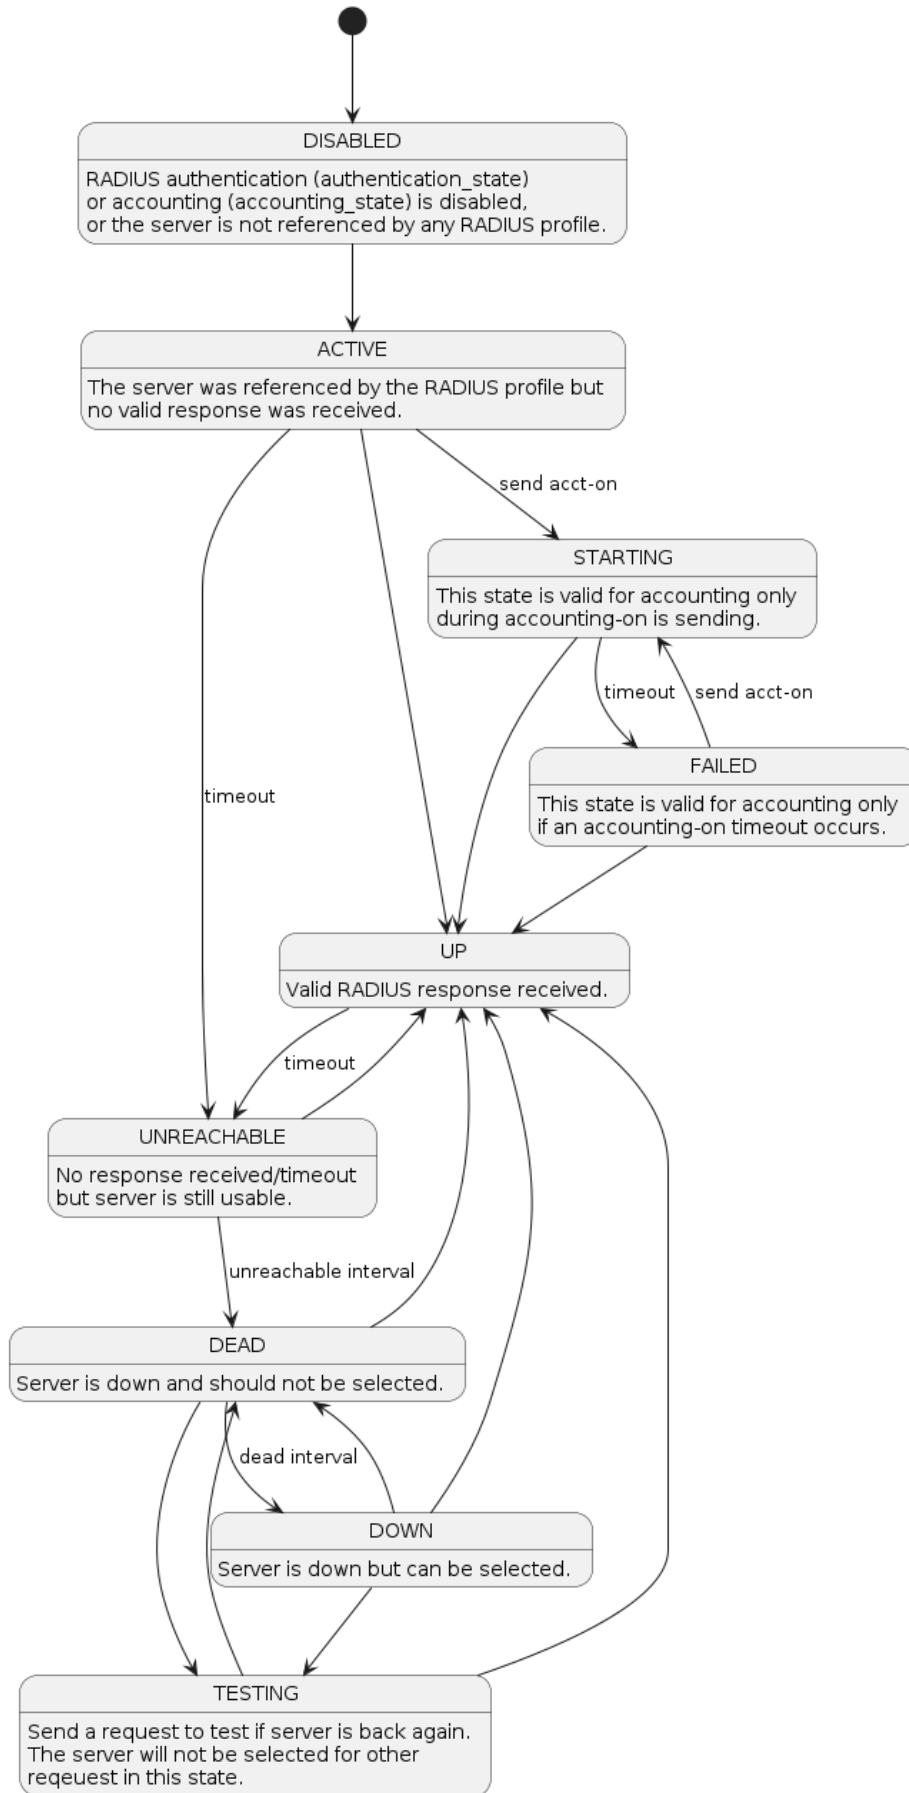 DISABLED
RADIUS authentication (authentication_state)
or accounting (accounting_state) is disabled,
or the server is not referenced by any RADIUS profile.
ACTIVE
The server was referenced by the RADIUS profile but
no valid response was received.
send acct-on
STARTING
This state is valid for accounting only
during accounting-on is sending.
timeout
send acct-on
FAILED
This state is valid for accounting only
if an accounting-on timeout occurs.
timeout
UP
Valid RADIUS response received.
timeout
UNREACHABLE
No response received/timeout
but server is still usable.
unreachable interval
DEAD
Server is down and should not be selected.
dead interval
DOWN
Server is down but can be selected.
TESTING
Send a request to test if server is back again.
The server will not be selected for other
reqeuest in this state.